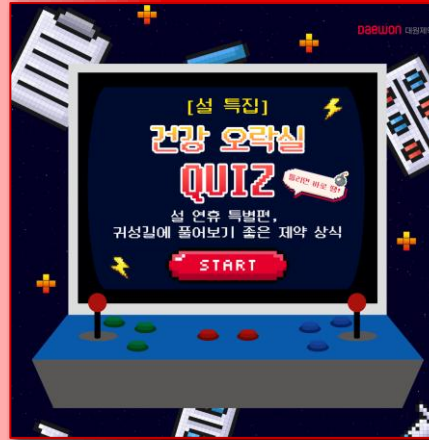 Daewon 대원제약
[설 특집]
건강 오락실
QUIZ
틀리면 바로 땡!
설 연휴 특별편,
귀성길에 풀어보기 좋은 제약 상식
START